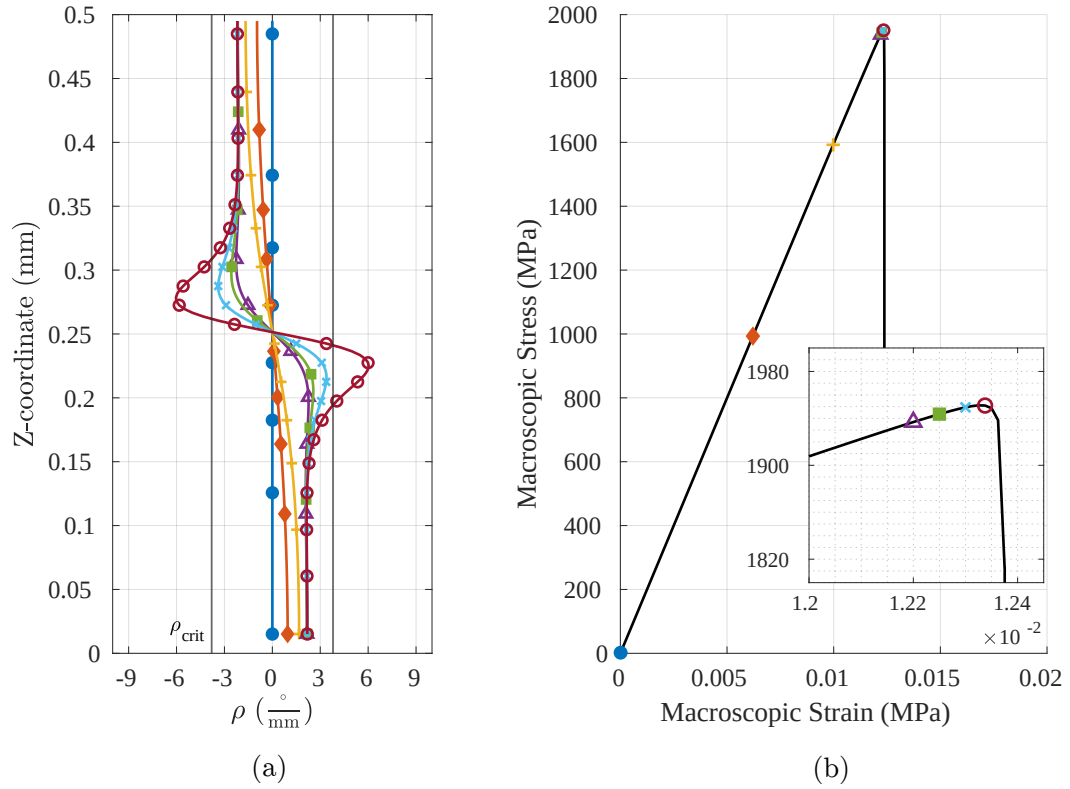 0.5
0.45
0.4
0.35
0.3
0.25
0.2
0.15
0.1
0.05
0
Z-coordinate (mm)
ρcrit
-9 -6 -3 0 3 6 9
ρ (°/mm)
(a)
2000
1800
1600
1400
1200
1000
800
600
400
200
0
Macroscopic Stress (MPa)
1980
1900
1820
1.2 1.22 1.24
×10 -2
0 0.005 0.01 0.015 0.02
Macroscopic Strain (MPa)
(b)